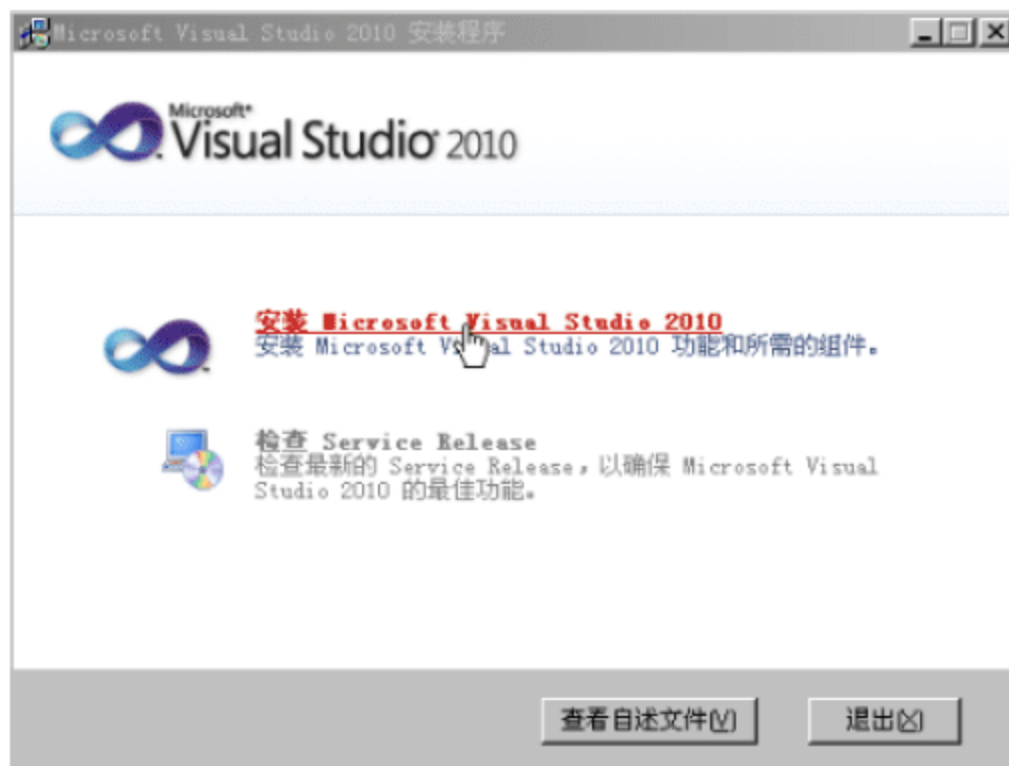 Microsoft Visual Studio 2010 安装程序
Microsoft
Visual Studio 2010
安装 Microsoft Visual Studio 2010
安装 Microsoft Visual Studio 2010 功能和所需的组件。
检查 Service Release
检查最新的 Service Release，以确保 Microsoft Visual
Studio 2010 的最佳功能。
查看自述文件(V)
退出(X)